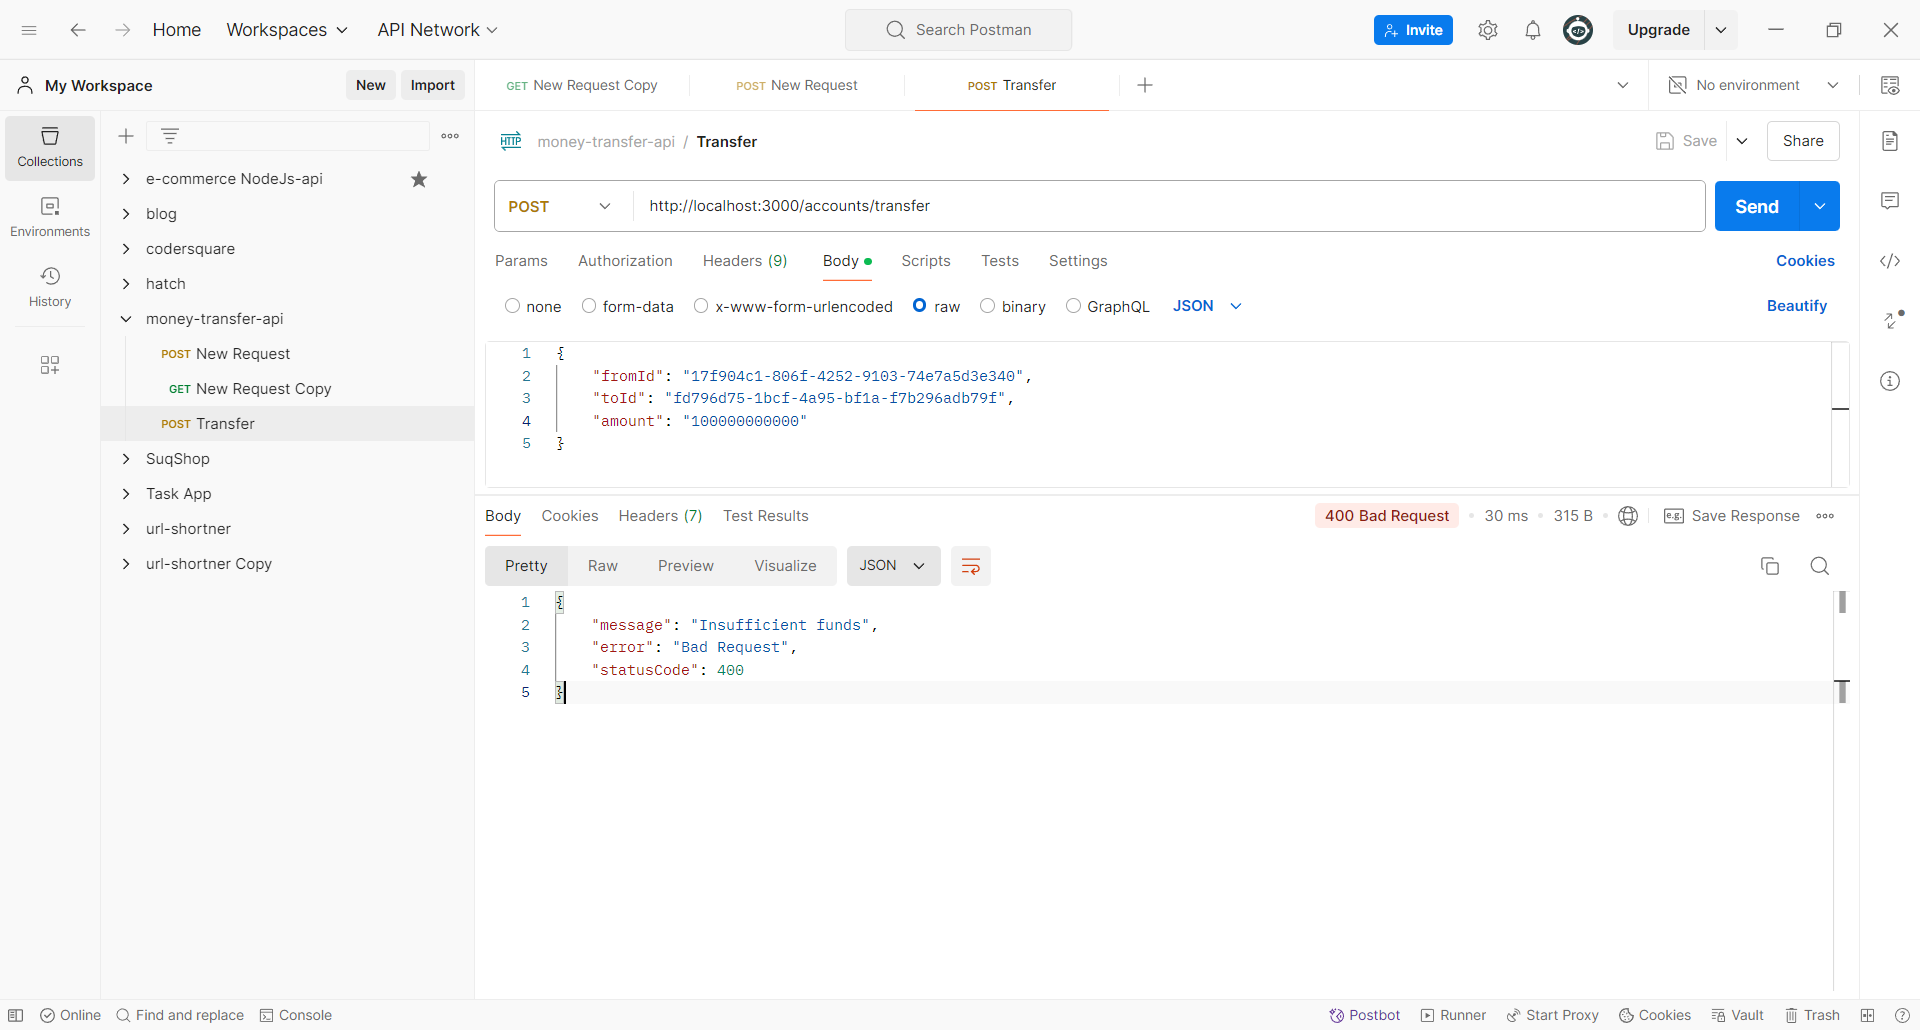 Home Workspaces API Network Search Postman Invite Upgrade
My Workspace New Import GET New Request Copy POST New Request POST Transfer No environment
Collections
Environments
History
e-commerce NodeJs-api
blog
codersquare
hatch
money-transfer-api
POST New Request
GET New Request Copy
POST Transfer
SuqShop
Task App
url-shortner
url-shortner Copy
HTTP money-transfer-api / Transfer Save Share
POST http://localhost:3000/accounts/transfer Send
Params Authorization Headers (9) Body Scripts Tests Settings Cookies
none form-data x-www-form-urlencoded raw binary GraphQL JSON Beautify
1 {
2 "fromId": "17f904c1-806f-4252-9103-74e7a5d3e340",
3 "toId": "fd796d75-1bcf-4a95-bf1a-f7b296adb79f",
4 "amount": "100000000000"
5 }
Body Cookies Headers (7) Test Results 400 Bad Request 30 ms 315 B e.g. Save Response
Pretty Raw Preview Visualize JSON
1 {
2 "message": "Insufficient funds",
3 "error": "Bad Request",
4 "statusCode": 400
5 }
Online Find and replace Console Postbot Runner Start Proxy Cookies Vault Trash